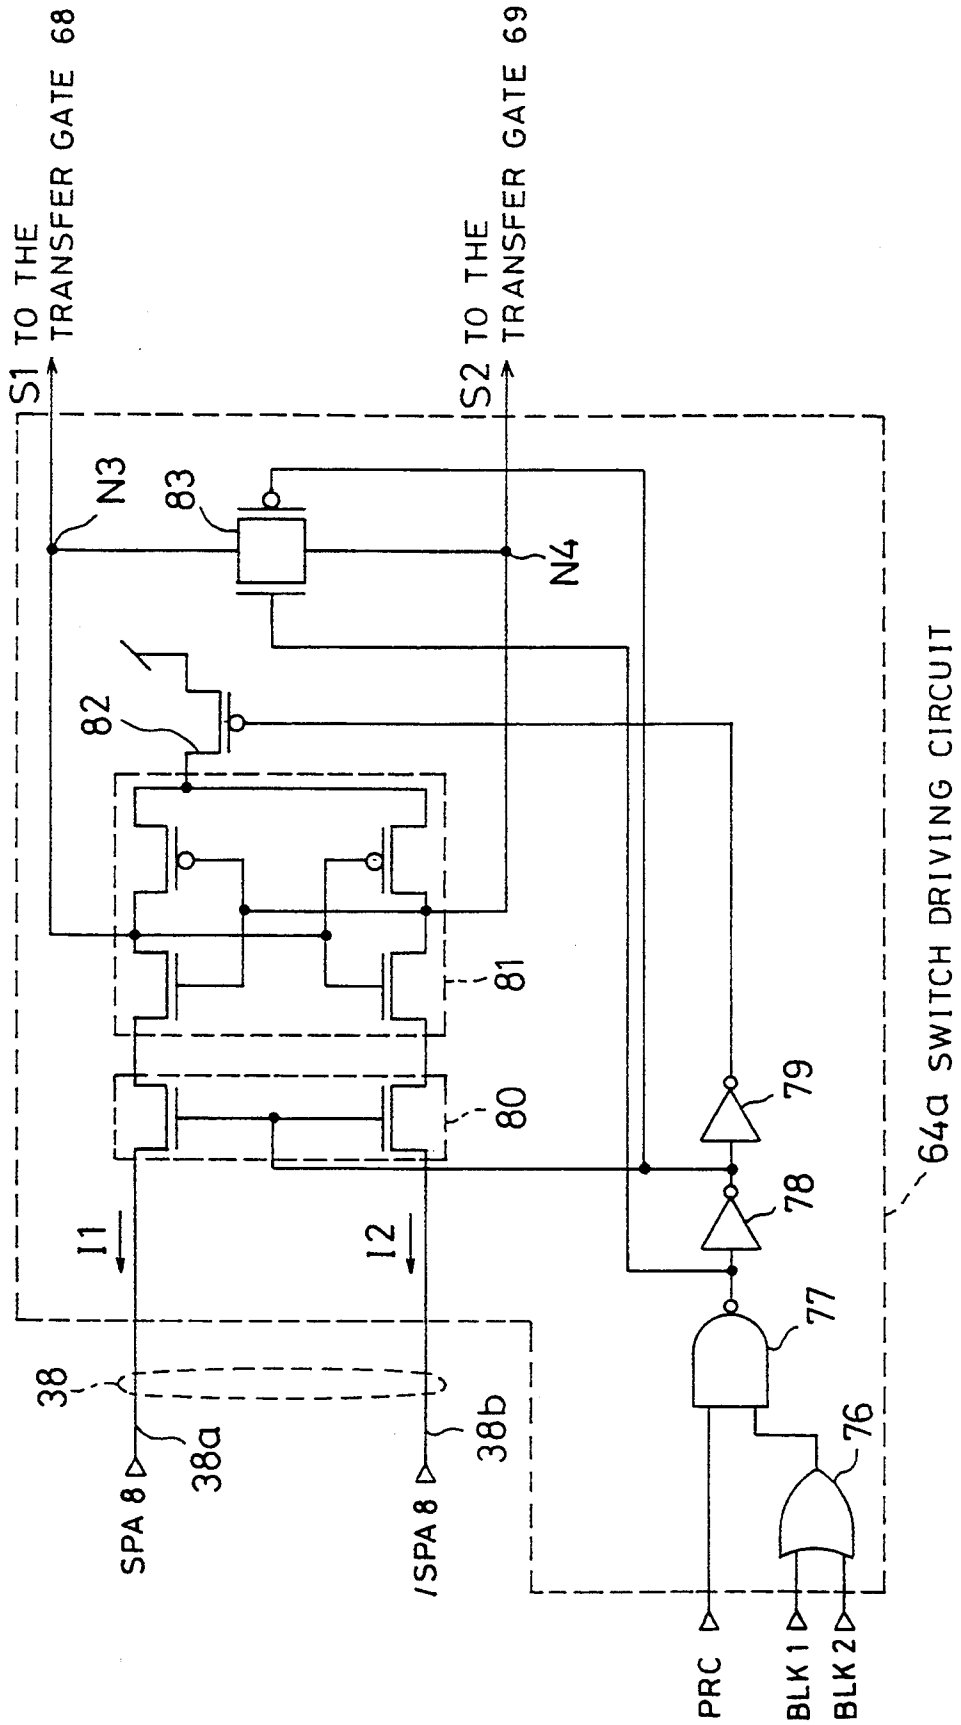 S1 TO THE
TRANSFER GATE 68
S2 TO THE
TRANSFER GATE 69
N3
83
N4
82
81
80
79
78
77
76
I1
I2
38
38a
38b
SPA 8
/SPA 8
PRC
BLK 1
BLK 2
64a SWITCH DRIVING CIRCUIT